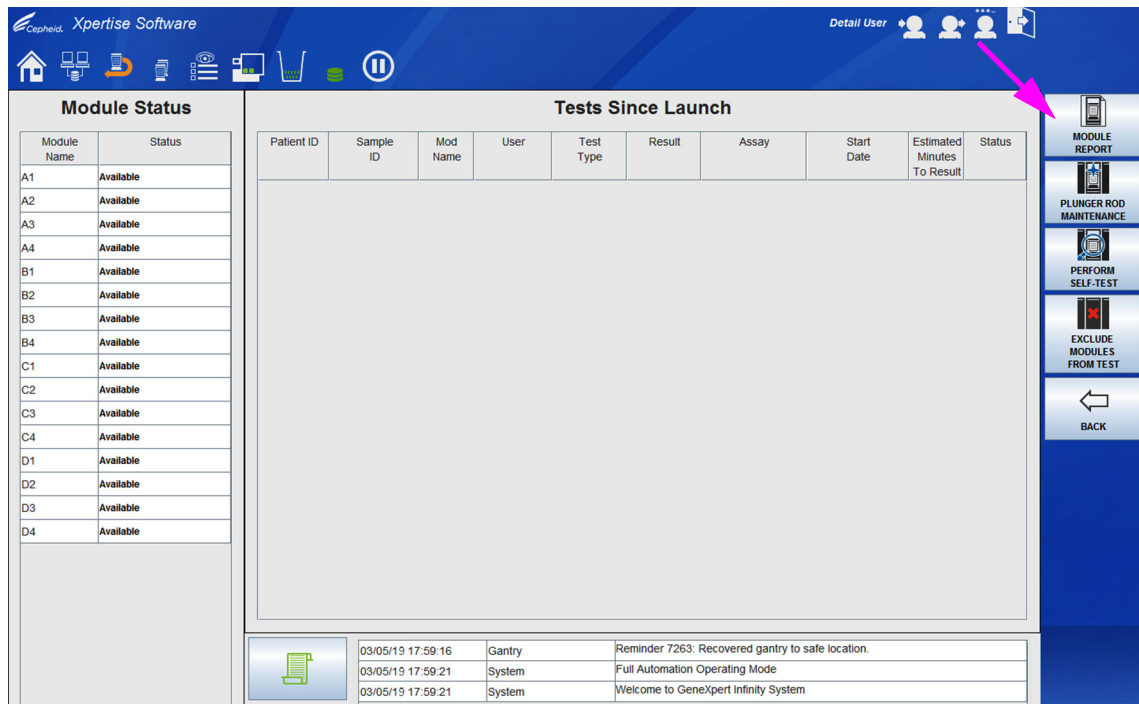 Cepheid. Xpertise Software
Detail User
Module Status
Module Name
Status
A1 Available
A2 Available
A3 Available
A4 Available
B1 Available
B2 Available
B3 Available
B4 Available
C1 Available
C2 Available
C3 Available
C4 Available
D1 Available
D2 Available
D3 Available
D4 Available
Tests Since Launch
Patient ID
Sample ID
Mod Name
User
Test Type
Result
Assay
Start Date
Estimated Minutes To Result
Status
03/05/19 17:59:16 Gantry Reminder 7263: Recovered gantry to safe location.
03/05/19 17:59:21 System Full Automation Operating Mode
03/05/19 17:59:21 System Welcome to GeneXpert Infinity System
MODULE
REPORT
PLUNGER ROD
MAINTENANCE
PERFORM
SELF-TEST
EXCLUDE
MODULES
FROM TEST
BACK